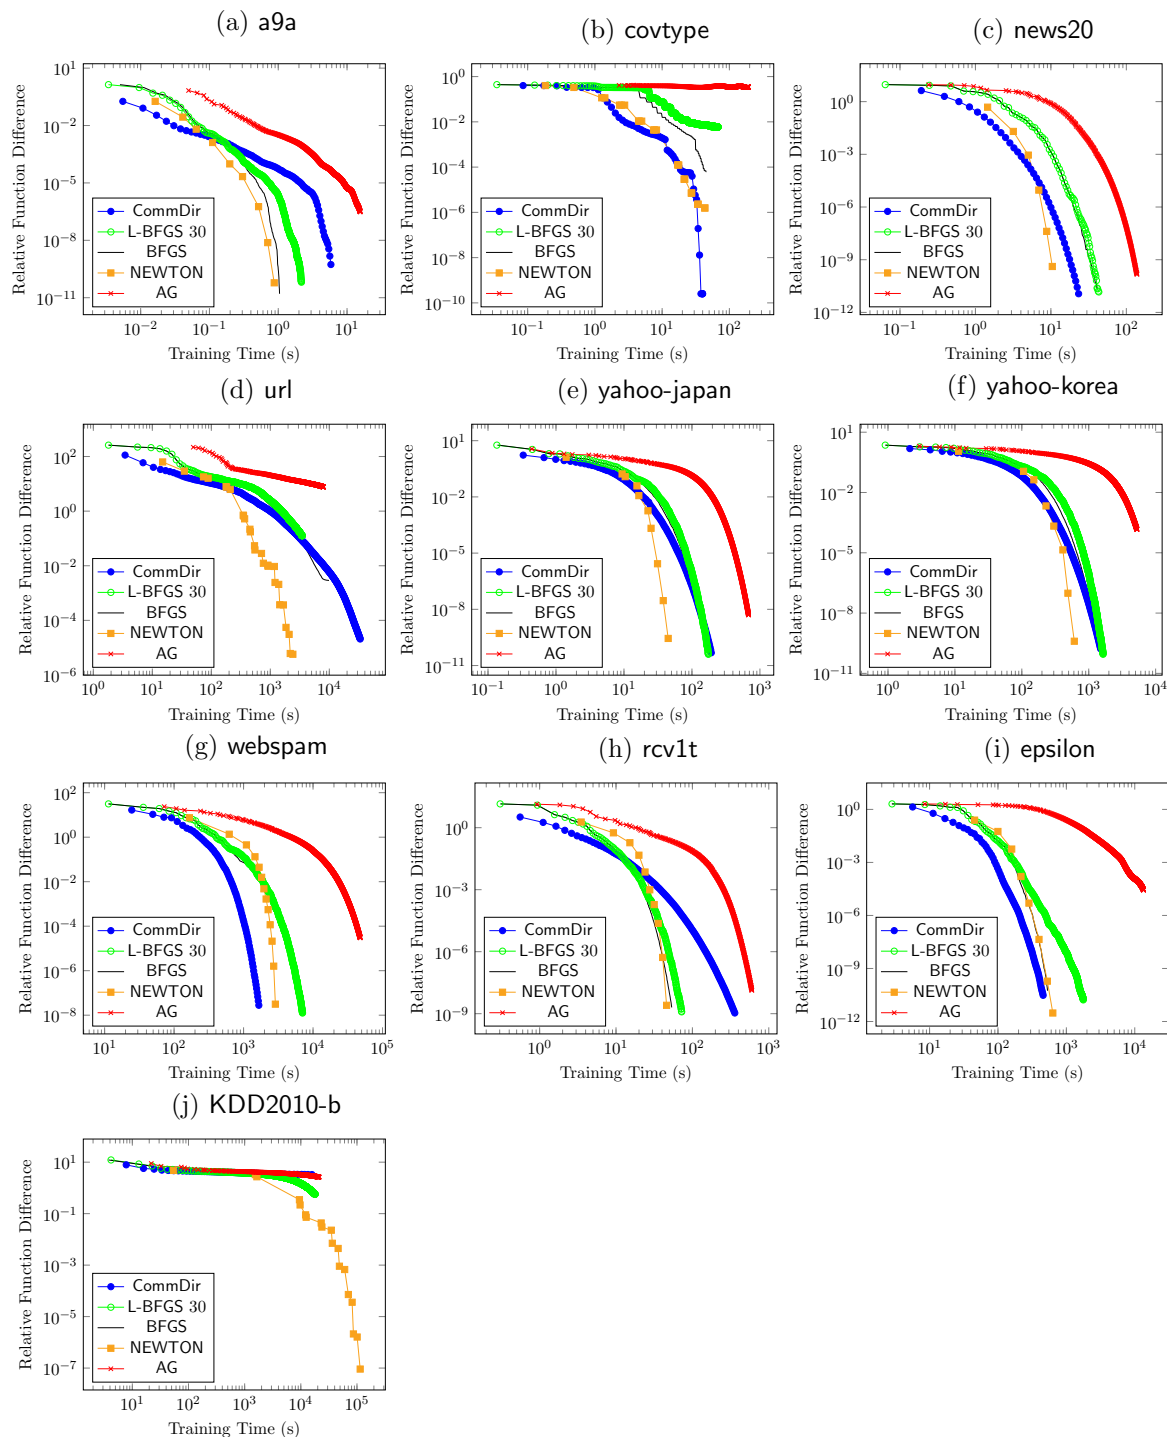 (a) a9a
10^1
10^−2
10^−5
10^−8
10^−11
Relative Function Difference
CommDir
L-BFGS 30
BFGS
NEWTON
AG
10^−2 10^−1 10^0 10^1
Training Time (s)
(b) covtype
10^0
10^−2
10^−4
10^−6
10^−8
10^−10
Relative Function Difference
CommDir
L-BFGS 30
BFGS
NEWTON
AG
10^−1 10^0 10^1 10^2
Training Time (s)
(c) news20
10^0
10^−3
10^−6
10^−9
10^−12
Relative Function Difference
CommDir
L-BFGS 30
BFGS
NEWTON
AG
10^−1 10^0 10^1 10^2
Training Time (s)
(d) url
10^2
10^0
10^−2
10^−4
10^−6
Relative Function Difference
CommDir
L-BFGS 30
BFGS
NEWTON
AG
10^0 10^1 10^2 10^3 10^4
Training Time (s)
(e) yahoo-japan
10^1
10^−2
10^−5
10^−8
10^−11
Relative Function Difference
CommDir
L-BFGS 30
BFGS
NEWTON
AG
10^−1 10^0 10^1 10^2 10^3
Training Time (s)
(f) yahoo-korea
10^1
10^−2
10^−5
10^−8
10^−11
Relative Function Difference
CommDir
L-BFGS 30
BFGS
NEWTON
AG
10^0 10^1 10^2 10^3 10^4
Training Time (s)
(g) webspam
10^2
10^0
10^−2
10^−4
10^−6
10^−8
Relative Function Difference
CommDir
L-BFGS 30
BFGS
NEWTON
AG
10^1 10^2 10^3 10^4 10^5
Training Time (s)
(h) rcv1t
10^0
10^−3
10^−6
10^−9
Relative Function Difference
CommDir
L-BFGS 30
BFGS
NEWTON
AG
10^0 10^1 10^2 10^3
Training Time (s)
(i) epsilon
10^0
10^−3
10^−6
10^−9
10^−12
Relative Function Difference
CommDir
L-BFGS 30
BFGS
NEWTON
AG
10^1 10^2 10^3 10^4
Training Time (s)
(j) KDD2010-b
10^1
10^−1
10^−3
10^−5
10^−7
Relative Function Difference
CommDir
L-BFGS 30
BFGS
NEWTON
AG
10^1 10^2 10^3 10^4 10^5
Training Time (s)